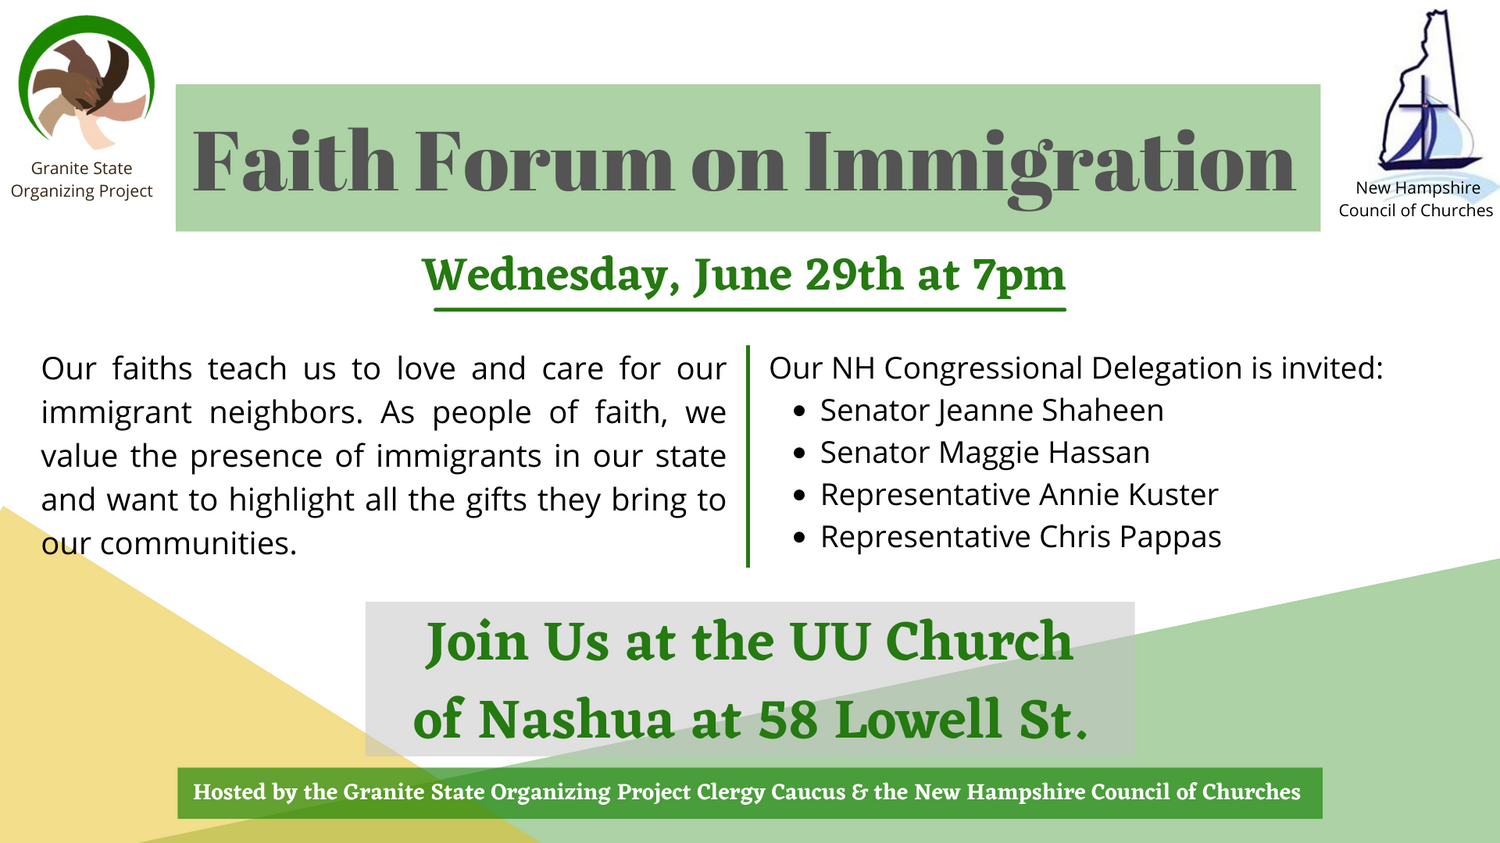 Granite State
Organizing Project
Faith Forum on Immigration
New Hampshire
Council of Churches
Wednesday, June 29th at 7pm
Our faiths teach us to love and care for our
immigrant neighbors. As people of faith, we
value the presence of immigrants in our state
and want to highlight all the gifts they bring to
our communities.
Our NH Congressional Delegation is invited:
• Senator Jeanne Shaheen
• Senator Maggie Hassan
• Representative Annie Kuster
• Representative Chris Pappas
Join Us at the UU Church
of Nashua at 58 Lowell St.
Hosted by the Granite State Organizing Project Clergy Caucus & the New Hampshire Council of Churches